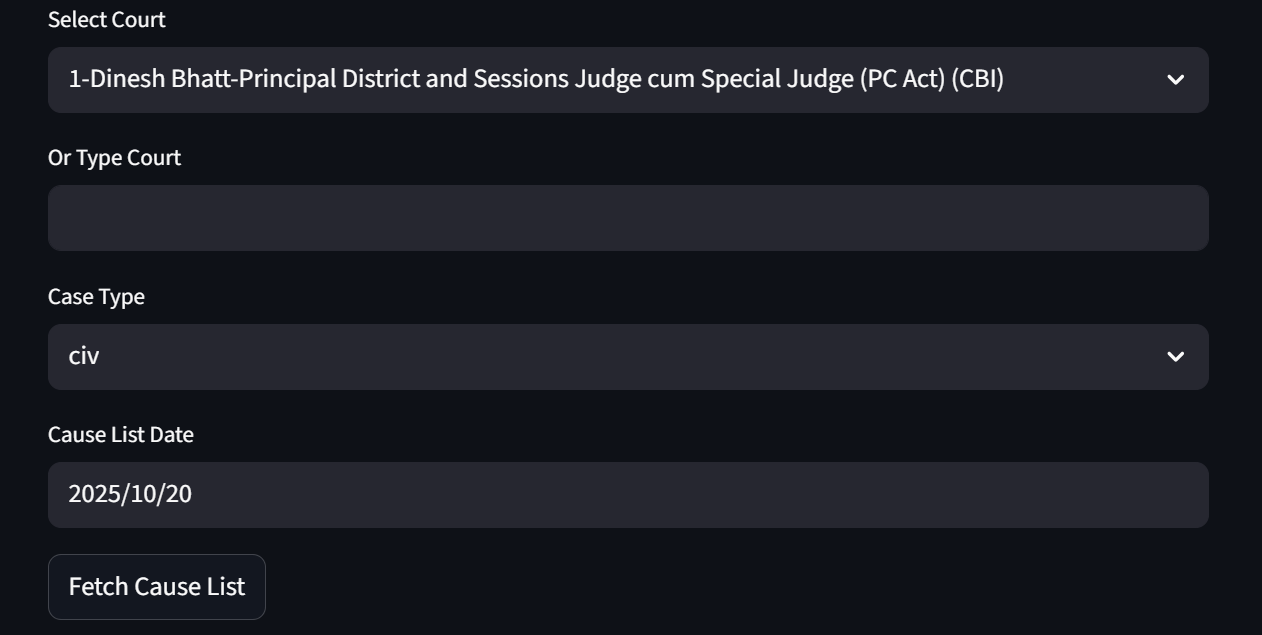 Select Court
1-Dinesh Bhatt-Principal District and Sessions Judge cum Special Judge (PC Act) (CBI)
Or Type Court
Case Type
civ
Cause List Date
2025/10/20
Fetch Cause List